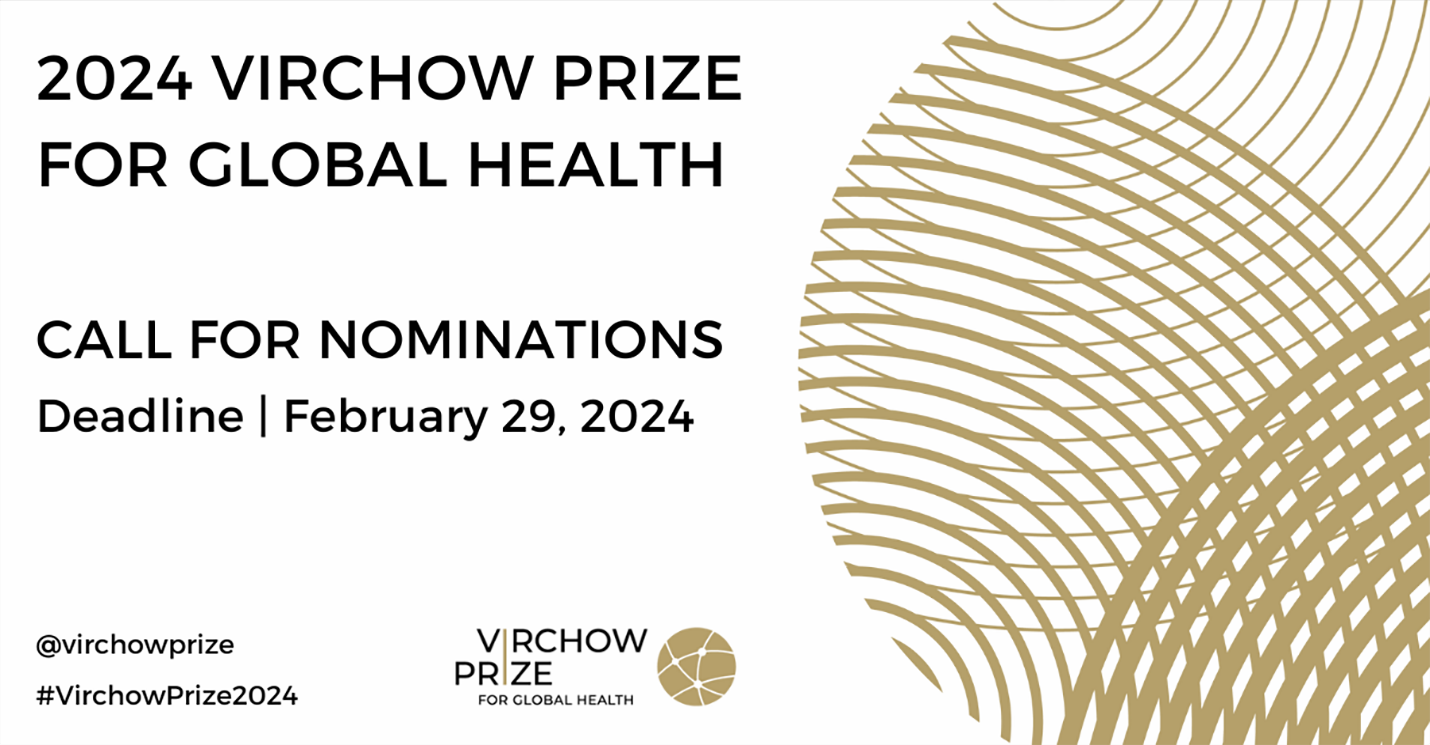 2024 VIRCHOW PRIZE
FOR GLOBAL HEALTH
CALL FOR NOMINATIONS
Deadline | February 29, 2024
@virchowprize
#VirchowPrize2024
VIRCHOW
PRIZE
FOR GLOBAL HEALTH